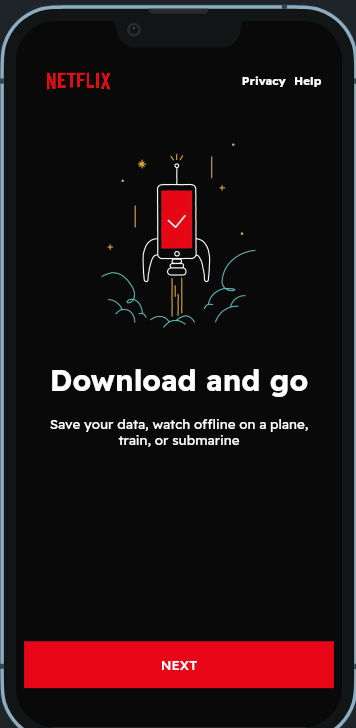 NETFLIX
Privacy Help
Download and go
Save your data, watch offline on a plane,
train, or submarine
NEXT